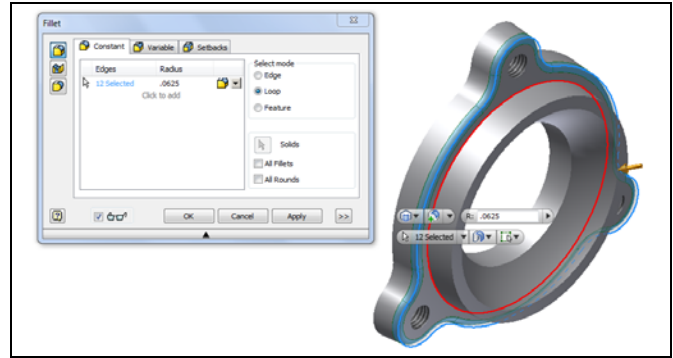 Fillet
Constant Variable Setbacks
Edges Radius
12 Selected .0625
Click to add
Select mode
Edge
Loop
Feature
Solids
All Fillets
All Rounds
OK Cancel Apply >>
R: .0625
12 Selected